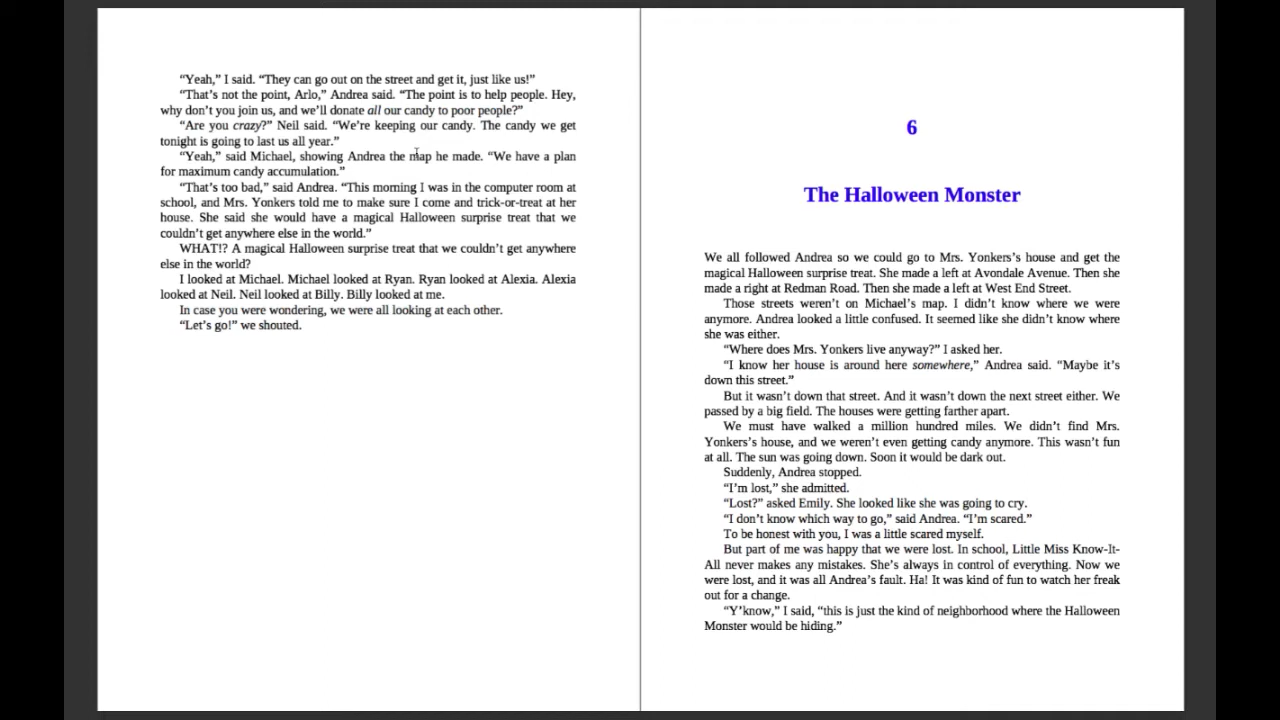 “Yeah,” I said. “They can go out on the street and get it, just like us!”
“That’s not the point, Arlo,” Andrea said. “The point is to help people. Hey,
why don’t you join us, and we’ll donate all our candy to poor people?”
“Are you crazy?” Neil said. “We’re keeping our candy. The candy we get
tonight is going to last us all year.”
“Yeah,” said Michael, showing Andrea the map he made. “We have a plan
for maximum candy accumulation.”
“That’s too bad,” said Andrea. “This morning I was in the computer room at
school, and Mrs. Yonkers told me to make sure I come and trick-or-treat at her
house. She said she would have a magical Halloween surprise treat that we
couldn’t get anywhere else in the world.”
WHAT!? A magical Halloween surprise treat that we couldn’t get anywhere
else in the world?
I looked at Michael. Michael looked at Ryan. Ryan looked at Alexia. Alexia
looked at Neil. Neil looked at Billy. Billy looked at me.
In case you were wondering, we were all looking at each other.
“Let’s go!” we shouted.
6
The Halloween Monster
We all followed Andrea so we could go to Mrs. Yonkers’s house and get the
magical Halloween surprise treat. She made a left at Avondale Avenue. Then she
made a right at Redman Road. Then she made a left at West End Street.
Those streets weren’t on Michael’s map. I didn’t know where we were
anymore. Andrea looked a little confused. It seemed like she didn’t know where
she was either.
“Where does Mrs. Yonkers live anyway?” I asked her.
“I know her house is around here somewhere,” Andrea said. “Maybe it’s
down this street.”
But it wasn’t down that street. And it wasn’t down the next street either. We
passed by a big field. The houses were getting farther apart.
We must have walked a million hundred miles. We didn’t find Mrs.
Yonkers’s house, and we weren’t even getting candy anymore. This wasn’t fun
at all. The sun was going down. Soon it would be dark out.
Suddenly, Andrea stopped.
“I’m lost,” she admitted.
“Lost?” asked Emily. She looked like she was going to cry.
“I don’t know which way to go,” said Andrea. “I’m scared.”
To be honest with you, I was a little scared myself.
But part of me was happy that we were lost. In school, Little Miss Know-It-
All never makes any mistakes. She’s always in control of everything. Now we
were lost, and it was all Andrea’s fault. Ha! It was kind of fun to watch her freak
out for a change.
“Y’know,” I said, “this is just the kind of neighborhood where the Halloween
Monster would be hiding.”